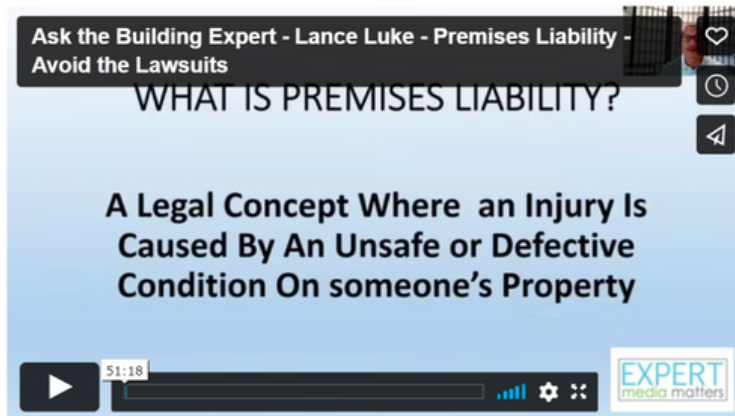 Ask the Building Expert - Lance Luke - Premises Liability -
Avoid the Lawsuits
WHAT IS PREMISES LIABILITY?
A Legal Concept Where an Injury Is
Caused By An Unsafe or Defective
Condition On someone's Property
51:18
EXPERT
media matters